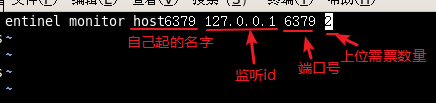 entinel monitor host6379 127.0.0.1 6379 2
自己起的名字
监听id
端口号
上位需票数量
~
~